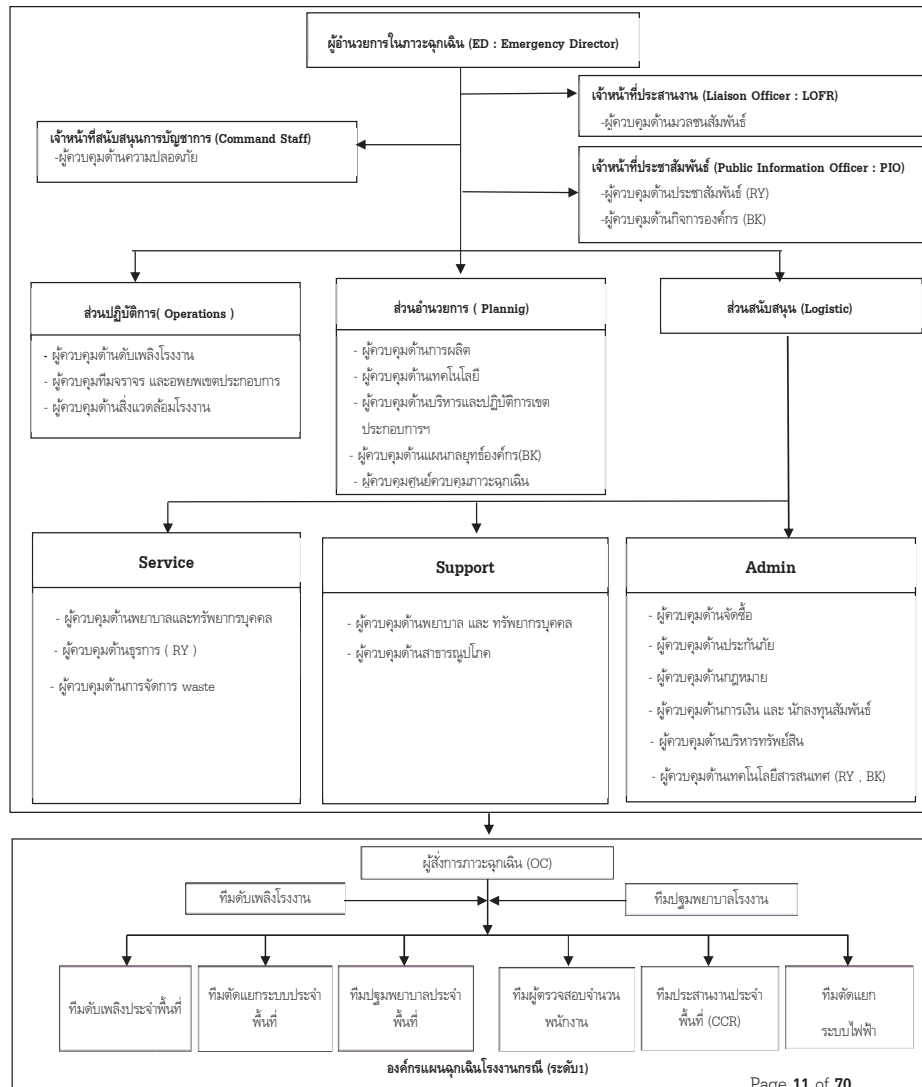 ผู้อำนวยการในภาวะฉุกเฉิน (ED : Emergency Director)
เจ้าหน้าที่ประสานงาน (Liaison Officer : LOFR)
-ผู้ควบคุมด้านมวลชนสัมพันธ์
เจ้าหน้าที่สนับสนุนการบัญชาการ (Command Staff)
-ผู้ควบคุมด้านความปลอดภัย
เจ้าหน้าที่ประชาสัมพันธ์ (Public Information Officer : PIO)
-ผู้ควบคุมด้านประชาสัมพันธ์ (RY)
-ผู้ควบคุมด้านกิจการองค์กร (BK)
ส่วนปฏิบัติการ( Operations )
- ผู้ควบคุมด้านดับเพลิงโรงงาน
- ผู้ควบคุมทีมจราจร และอพยพเขตประกอบการ
- ผู้ควบคุมด้านสิ่งแวดล้อมโรงงาน
ส่วนอำนวยการ ( Plannig)
- ผู้ควบคุมด้านการผลิต
- ผู้ควบคุมด้านเทคโนโลยี
- ผู้ควบคุมด้านบริหารและปฏิบัติการเขต
ประกอบการฯ
- ผู้ควบคุมด้านแผนกลยุทธ์องค์กร(BK)
- ผู้ควบคุมศูนย์ควบคุมภาวะฉุกเฉิน
ส่วนสนับสนุน (Logistic)
Service
- ผู้ควบคุมด้านพยาบาลและทรัพยากรบุคคล
- ผู้ควบคุมด้านธุรการ ( RY )
- ผู้ควบคุมด้านการจัดการ waste
Support
- ผู้ควบคุมด้านพยาบาล และ ทรัพยากรบุคคล
- ผู้ควบคุมด้านสาธารณูปโภค
Admin
- ผู้ควบคุมด้านจัดซื้อ
- ผู้ควบคุมด้านประกันภัย
- ผู้ควบคุมด้านกฎหมาย
- ผู้ควบคุมด้านการเงิน และ นักลงทุนสัมพันธ์
- ผู้ควบคุมด้านบริหารทรัพย์สิน
- ผู้ควบคุมด้านเทคโนโลยีสารสนเทศ (RY , BK)
ผู้สั่งการภาวะฉุกเฉิน (OC)
ทีมดับเพลิงโรงงาน
ทีมปฐมพยาบาลโรงงาน
ทีมดับเพลิงประจำพื้นที่
ทีมตัดแยกระบบประจำ
พื้นที่
ทีมปฐมพยาบาลประจำ
พื้นที่
ทีมผู้ตรวจสอบจำนวน
พนักงาน
ทีมประสานงานประจำ
พื้นที่ (CCR)
ทีมตัดแยก
ระบบไฟฟ้า
องค์กรแผนฉุกเฉินโรงงานกรณี (ระดับ1)
Page 11 of 70